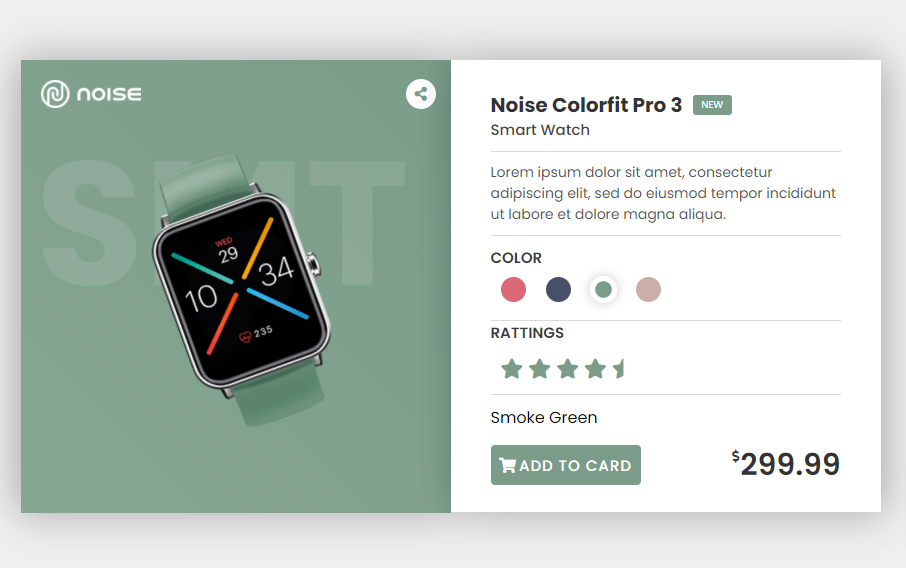 noise
SMT
WED
29
10
34
235
Noise Colorfit Pro 3 NEW
Smart Watch
Lorem ipsum dolor sit amet, consectetur
adipiscing elit, sed do eiusmod tempor incididunt
ut labore et dolore magna aliqua.
COLOR
RATTINGS
Smoke Green
ADD TO CARD
$299.99